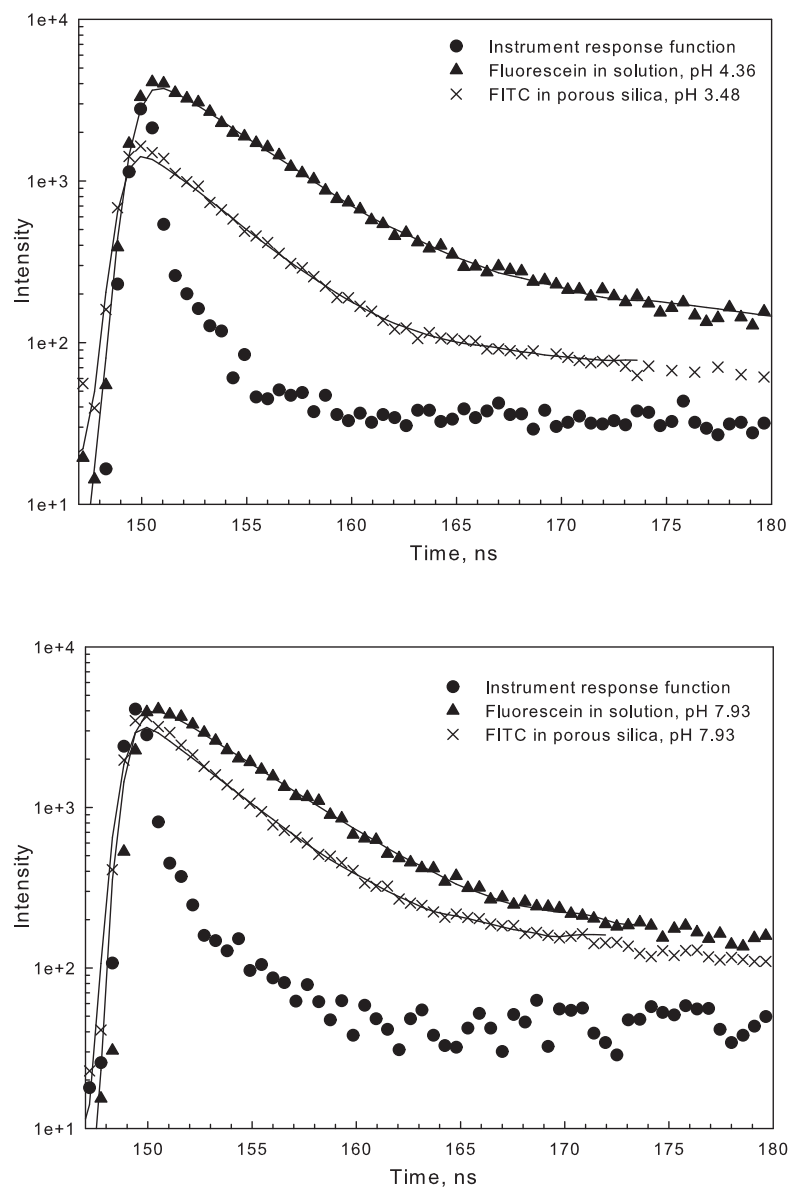 1e+4
Instrument response function
Fluorescein in solution, pH 4.36
FITC in porous silica, pH 3.48
1e+3
Intensity
1e+2
1e+1
150 155 160 165 170 175 180
Time, ns
1e+4
Instrument response function
Fluorescein in solution, pH 7.93
FITC in porous silica, pH 7.93
1e+3
Intensity
1e+2
1e+1
150 155 160 165 170 175 180
Time, ns